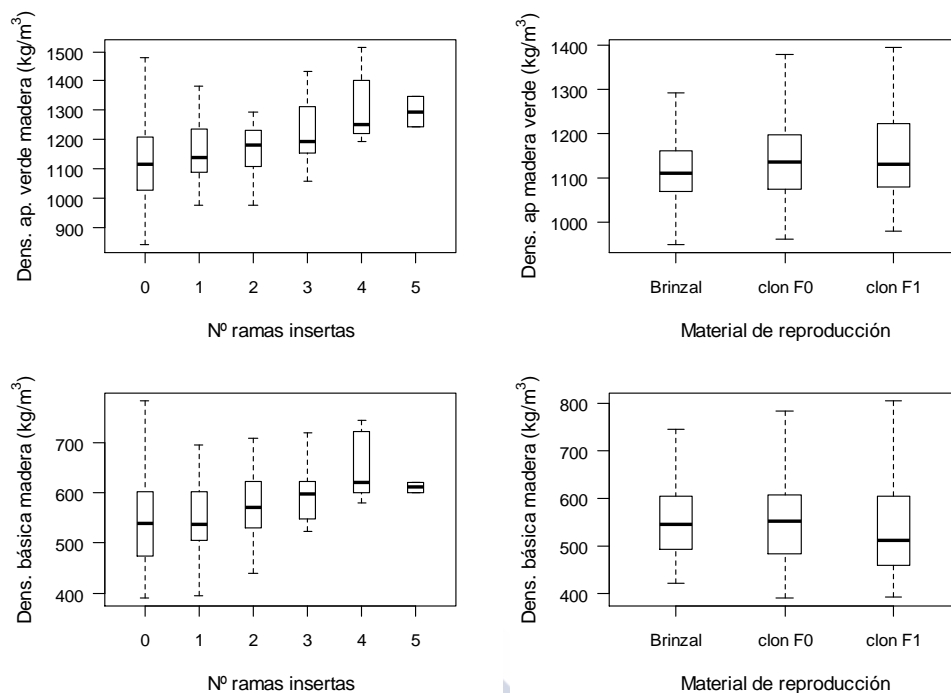 Dens. ap. verde madera (kg/m³)
1500
1400
1300
1200
1100
1000
900
0 1 2 3 4 5
Nº ramas insertas
Dens. ap madera verde (kg/m³)
1400
1300
1200
1100
1000
Brinzal clon F0 clon F1
Material de reproducción
Dens. básica madera (kg/m³)
700
600
500
400
0 1 2 3 4 5
Nº ramas insertas
Dens. básica madera (kg/m³)
800
700
600
500
400
Brinzal clon F0 clon F1
Material de reproducción